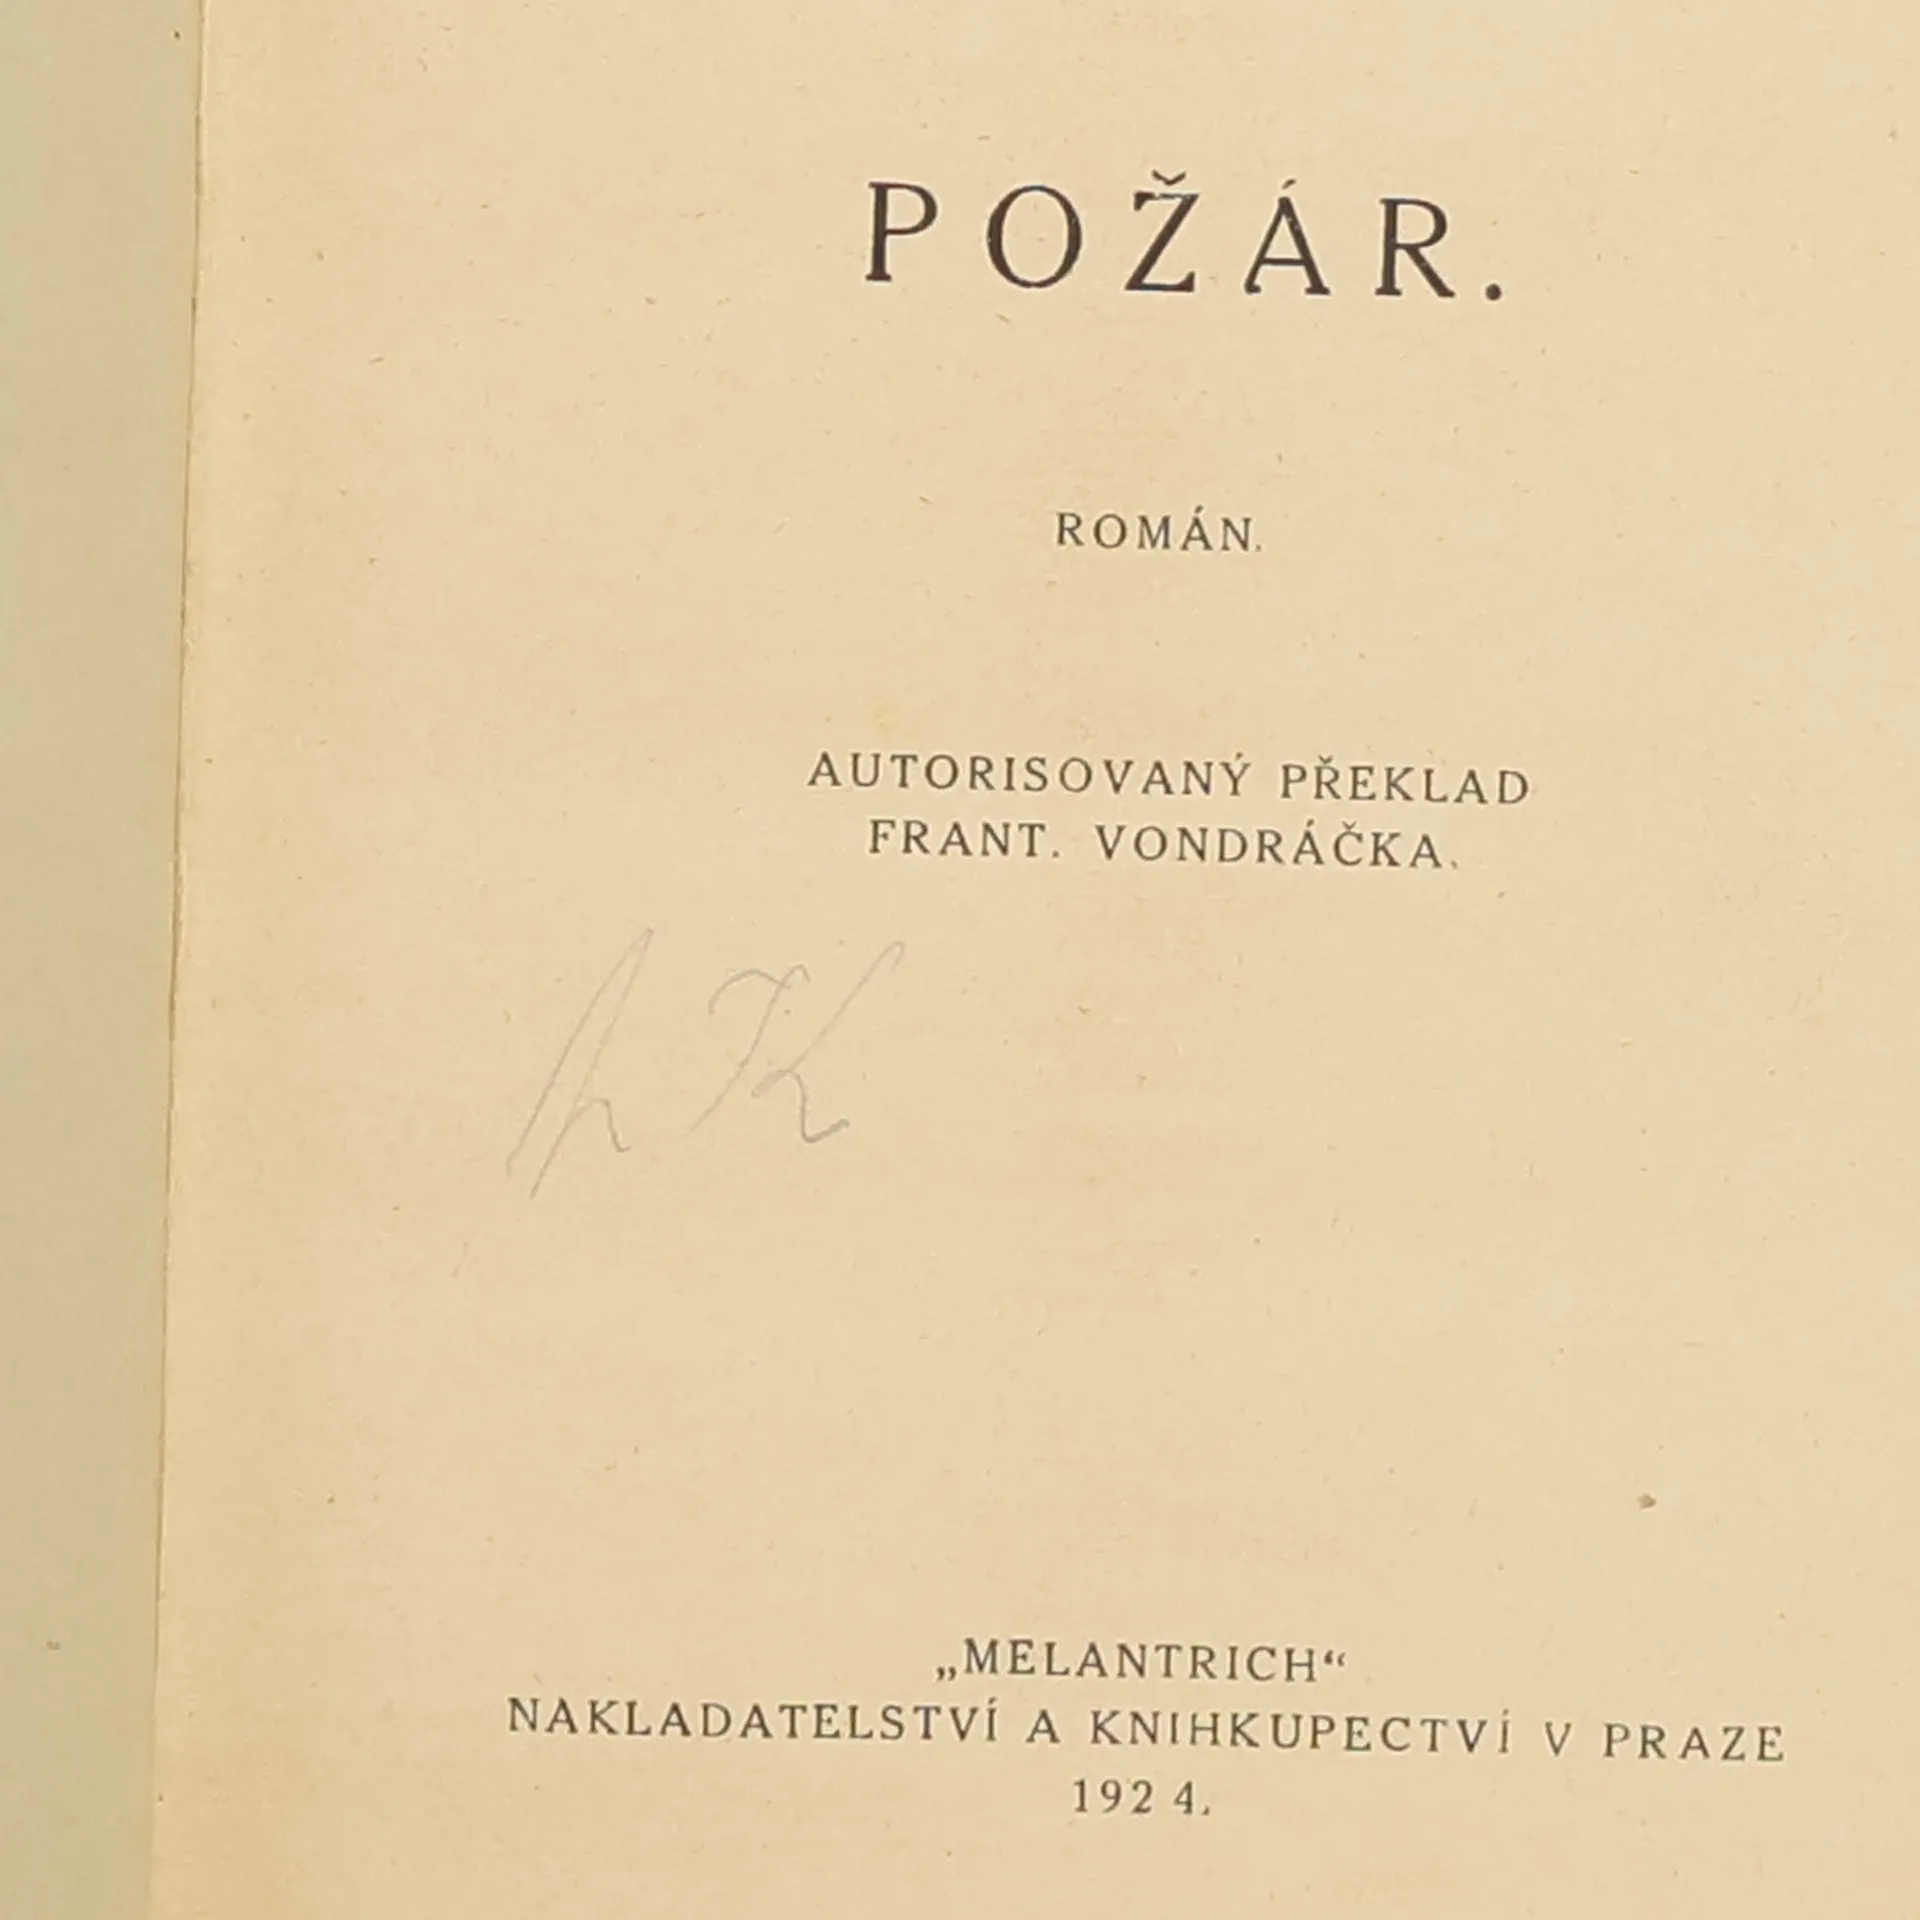 POŽÁR.
ROMÁN.
AUTORISOVANÝ PŘEKLAD
FRANT. VONDRÁČKA.
„MELANTRICH“
NAKLADATELSTVÍ A KNIHKUPECTVÍ V PRAZE
1924.